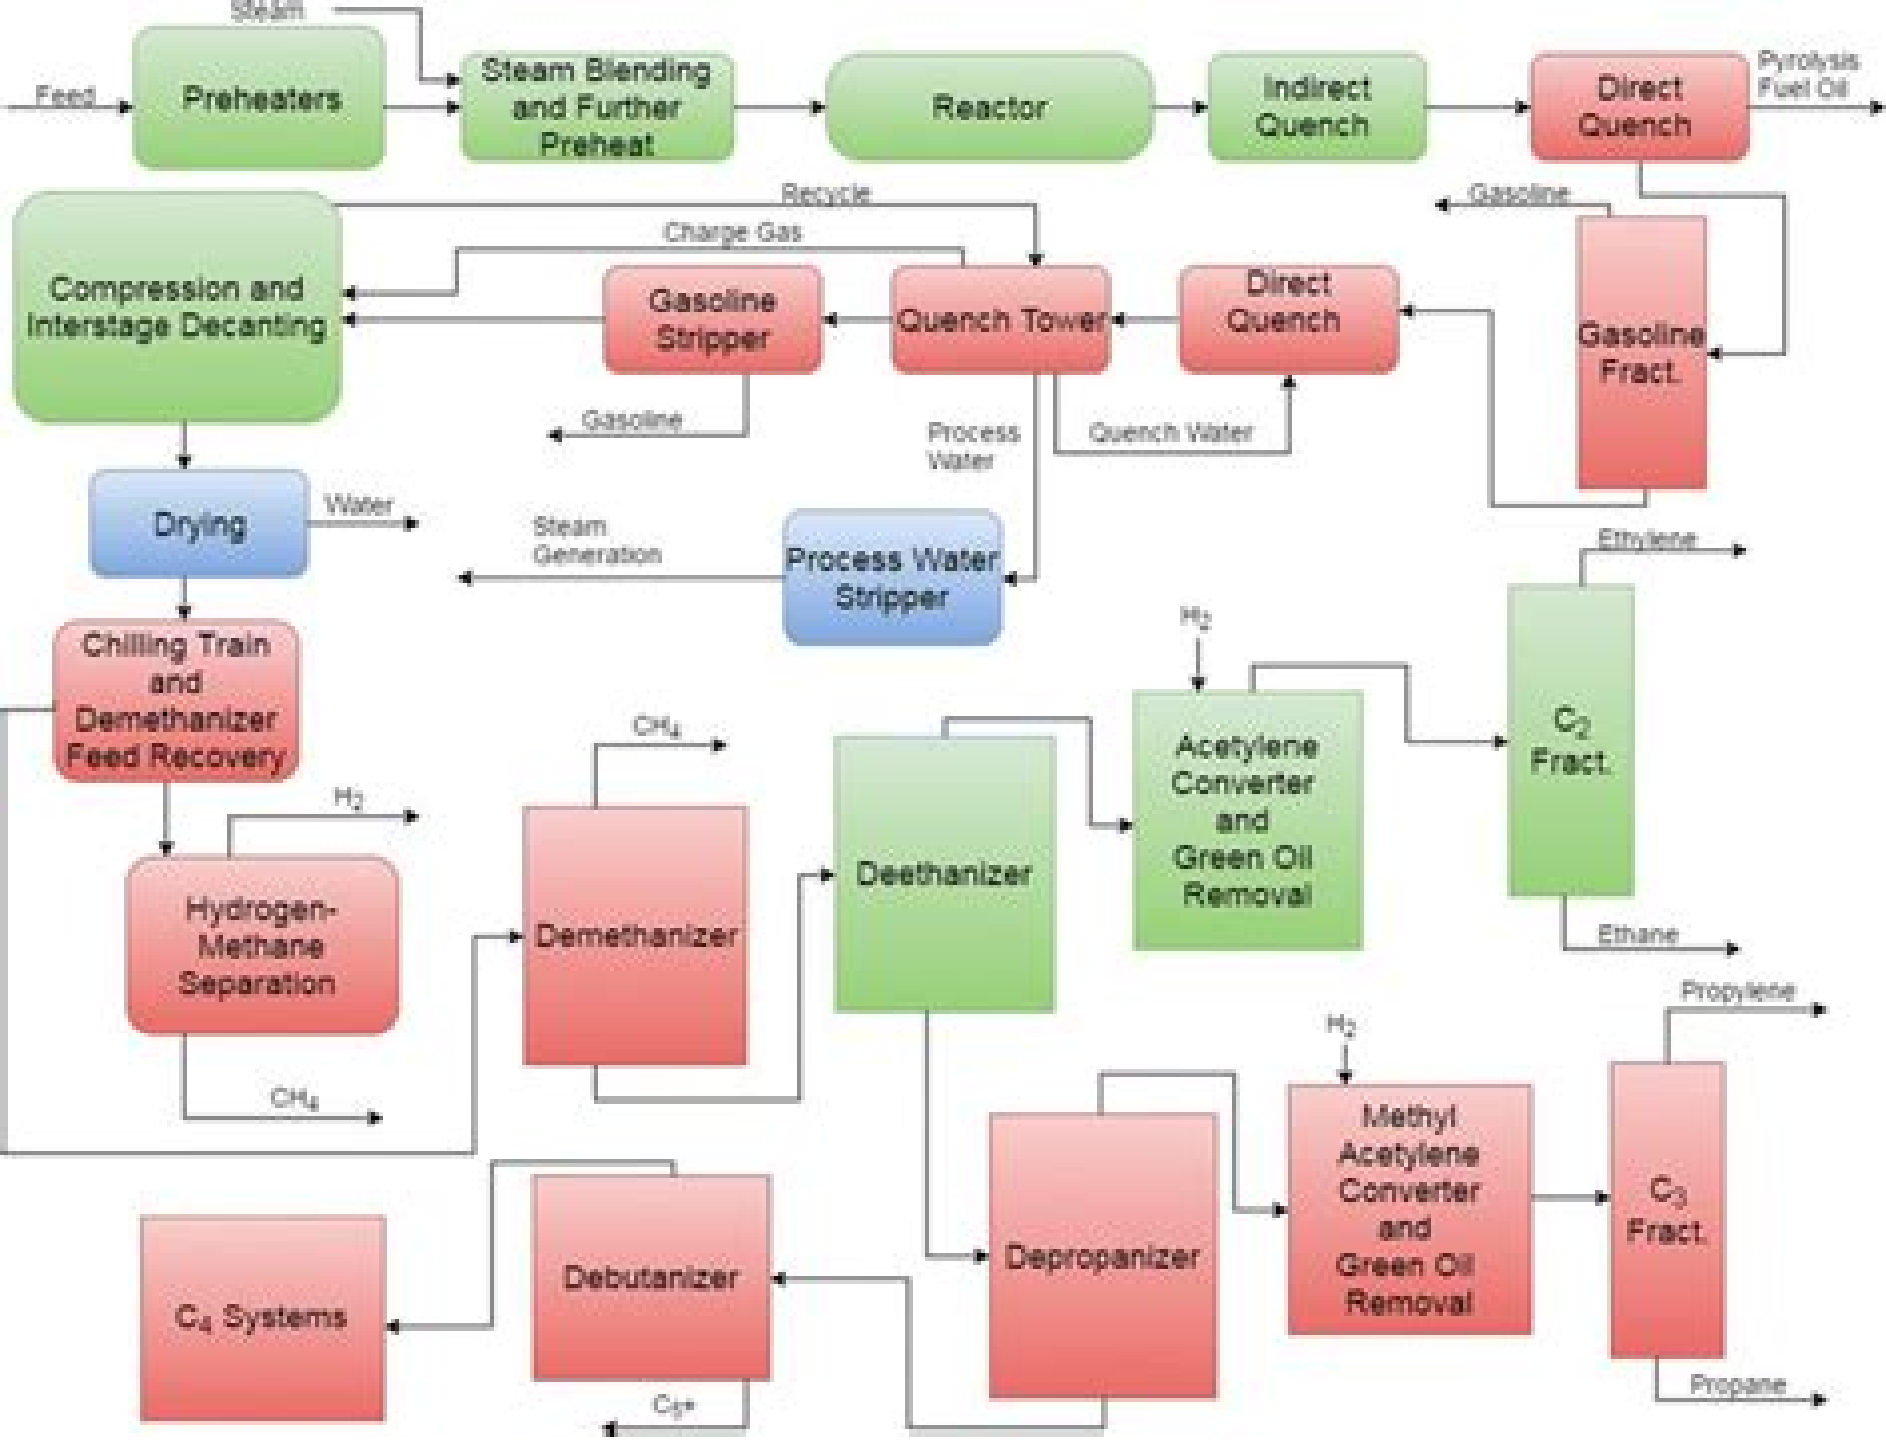 Steam
Feed
Preheaters
Steam Blending
and Further
Preheat
Reactor
Indirect
Quench
Direct
Quench
Pyrolysis
Fuel Oil
Recycle
Gasoline
Charge Gas
Compression and
Interstage Decanting
Gasoline
Stripper
Quench Tower
Direct
Quench
Gasoline
Fract.
Gasoline
Process
Water
Quench Water
Drying
Water
Steam
Generation
Process Water
Stripper
Ethylene
Chilling Train
and
Demethanizer
Feed Recovery
H₂
CH₄
Acetylene
Converter
and
Green Oil
Removal
C₂
Fract.
H₂
Deethanizer
Hydrogen-
Methane
Separation
Demethanizer
Ethane
Propylene
H₂
CH₄
Methyl
Acetylene
Converter
and
Green Oil
Removal
C₃
Fract.
Depropanizer
Debutanizer
C₄ Systems
Propane
C₅+